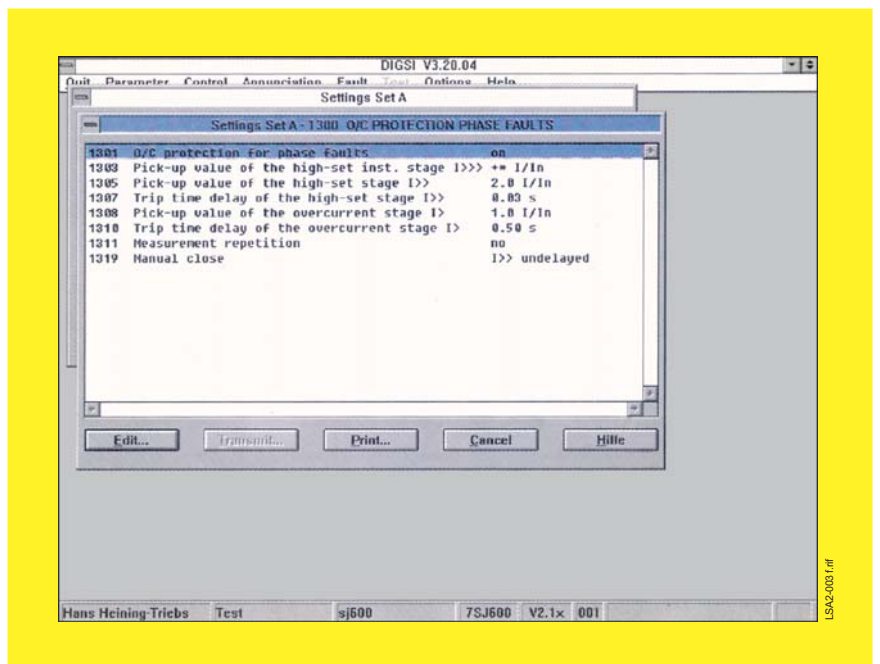 DIGSI V3.20.04
Quit Parameter Control Annunciation Fault Test Options Help
Settings Set A
Settings Set A - 1300 O/C PROTECTION PHASE FAULTS
1301 O/C protection for phase faults on
1303 Pick-up value of the high-set inst. stage I>>> +* I/In
1305 Pick-up value of the high-set stage I>> 2.0 I/In
1307 Trip time delay of the high-set stage I>> 0.03 s
1308 Pick-up value of the overcurrent stage I> 1.0 I/In
1310 Trip time delay of the overcurrent stage I> 0.50 s
1311 Measurement repetition no
1319 Manual close I>> undelayed
Edit... Transmit... Print... Cancel Hilfe
Hans Heining-Triebs Test sj600 7SJ600 V2.1x 001
LSA2-003f.tif